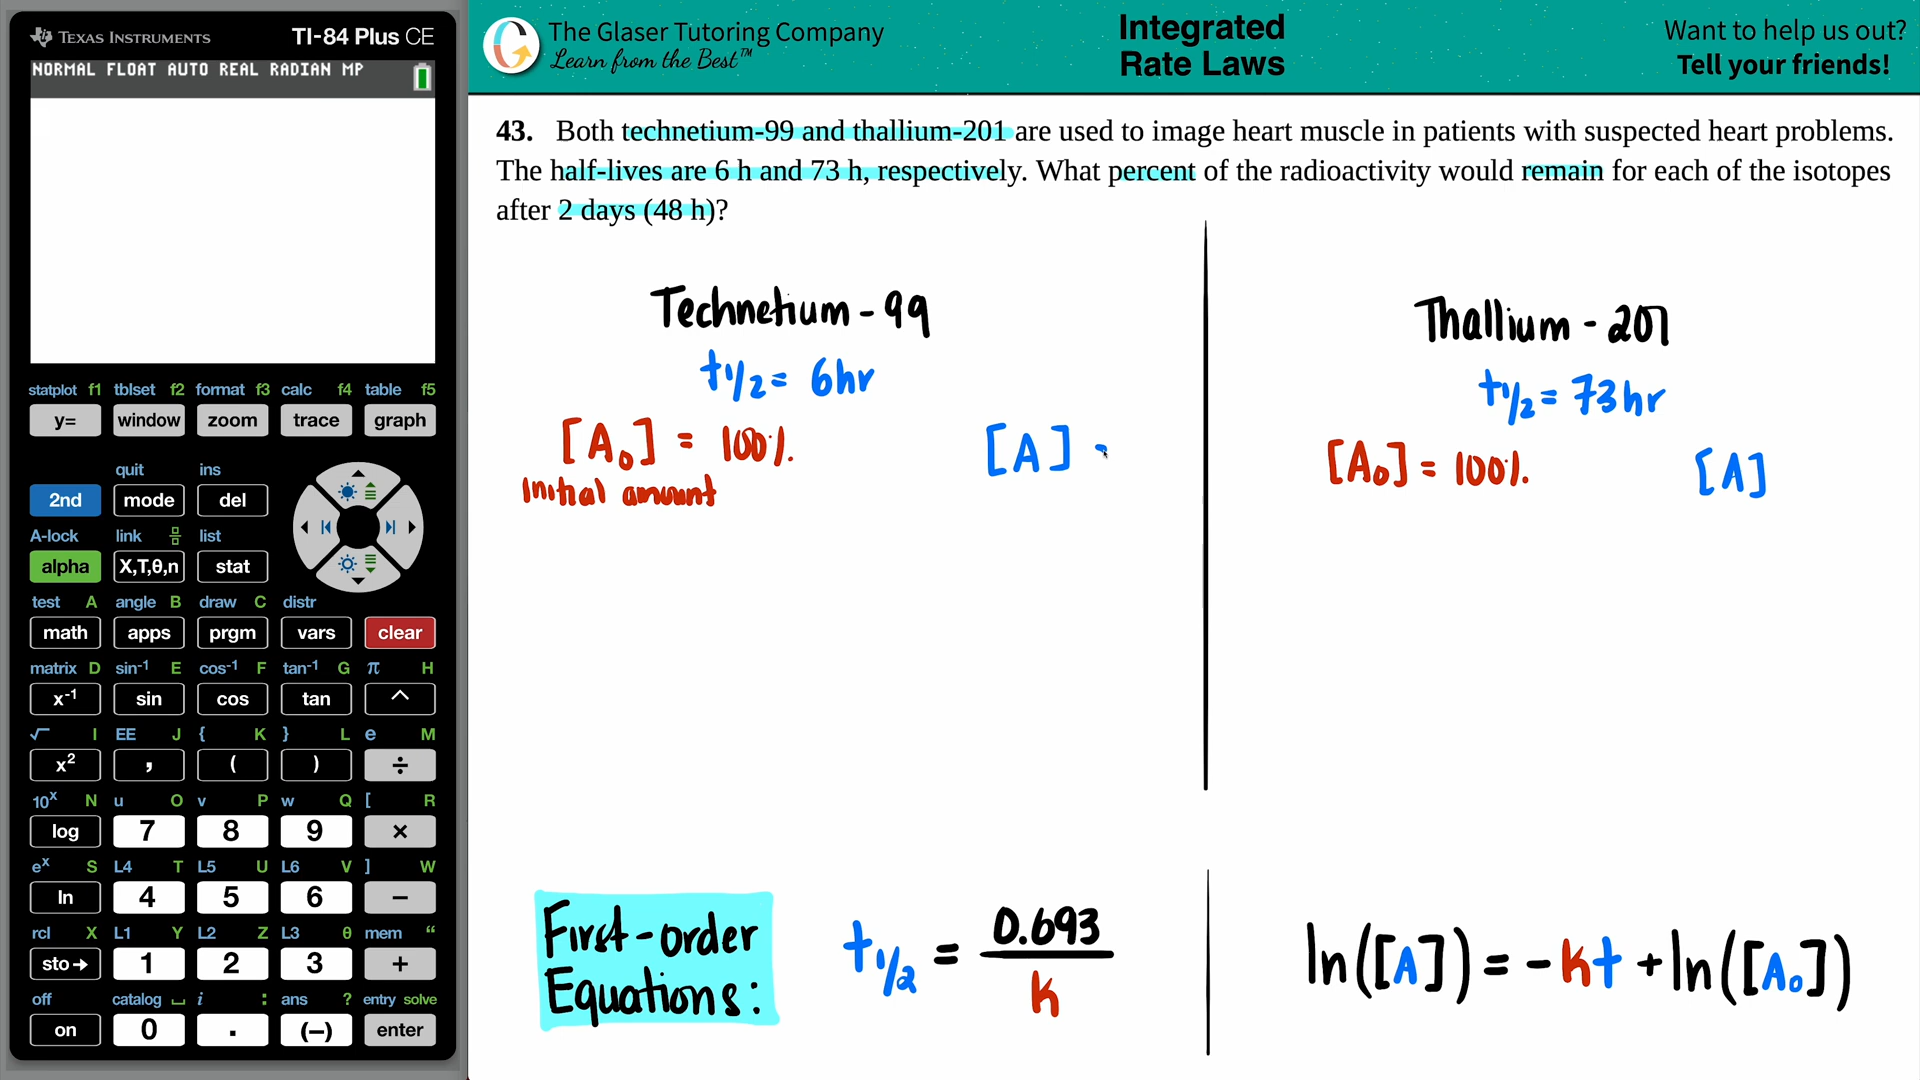 TEXAS INSTRUMENTS TI-84 Plus CE
NORMAL FLOAT AUTO REAL RADIAN MP
statplot f1 tblset f2 format f3 calc f4 table f5
y= window zoom trace graph
quit ins
2nd mode del
A-lock link list
alpha X,T,θ,n stat
test A angle B draw C distr
math apps prgm vars clear
matrix D sin⁻¹ E cos⁻¹ F tan⁻¹ G π H
x⁻¹ sin cos tan ^
√ I EE J { K } L e M
x² , ( ) ÷
10ˣ N u O v P w Q [ R
log 7 8 9 ×
eˣ S L4 T L5 U L6 V ] W
ln 4 5 6 −
rcl X L1 Y L2 Z L3 θ mem “
sto→ 1 2 3 +
off catalog ⎵ i : ans ? entry solve
on 0 . (−) enter
The Glaser Tutoring Company
Learn from the Best™
Integrated
Rate Laws
Want to help us out?
Tell your friends!
43. Both technetium-99 and thallium-201 are used to image heart muscle in patients with suspected heart problems.
The half-lives are 6 h and 73 h, respectively. What percent of the radioactivity would remain for each of the isotopes
after 2 days (48 h)?
Technetium - 99
t1/2 = 6hr
[A₀] = 100%
[A] -
Initial amount
Thallium - 201
t1/2 = 73hr
[A₀] = 100%
[A]
First-order
Equations:
t1/2 = 0.693
k
ln([A]) = -kt + ln([A₀])